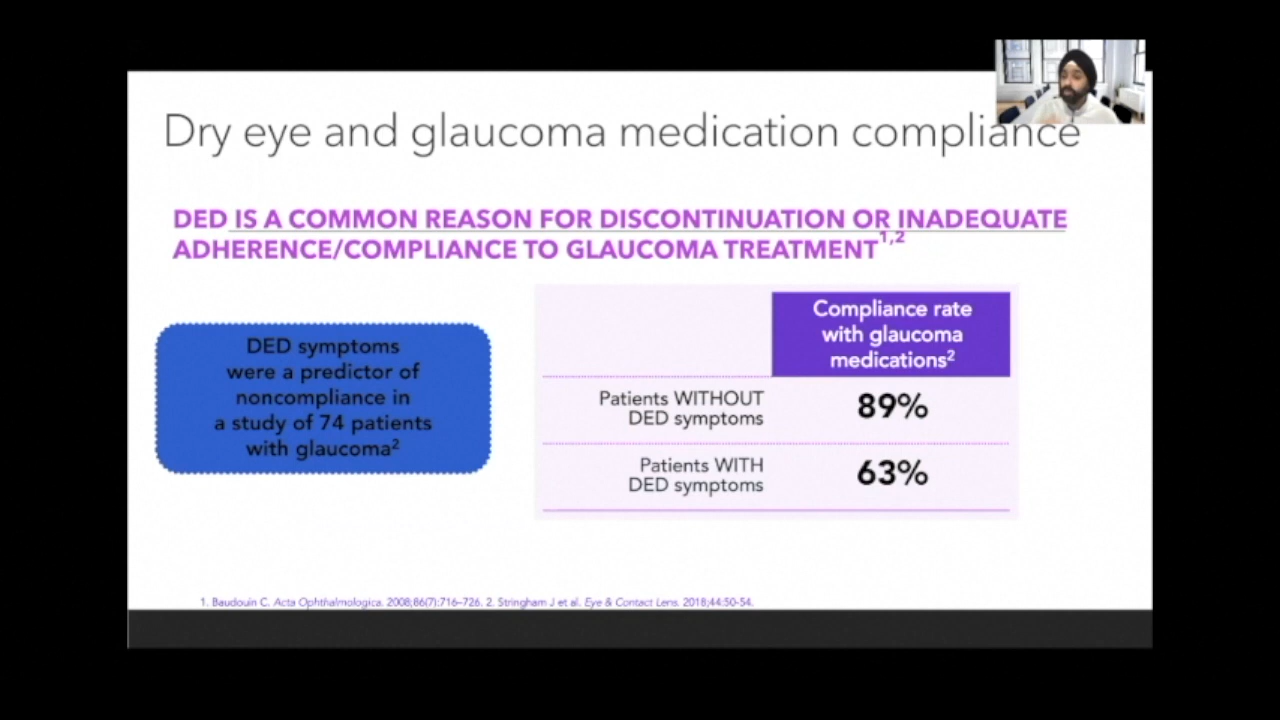 Dry eye and glaucoma medication compliance
DED IS A COMMON REASON FOR DISCONTINUATION OR INADEQUATE
ADHERENCE/COMPLIANCE TO GLAUCOMA TREATMENT1,2
DED symptoms
were a predictor of
noncompliance in
a study of 74 patients
with glaucoma2
Compliance rate
with glaucoma
medications2
Patients WITHOUT
DED symptoms
89%
Patients WITH
DED symptoms
63%
1. Baudouin C. Acta Ophthalmologica. 2008;86(7):716–726. 2. Stringham J et al. Eye & Contact Lens. 2018;44:50-54.